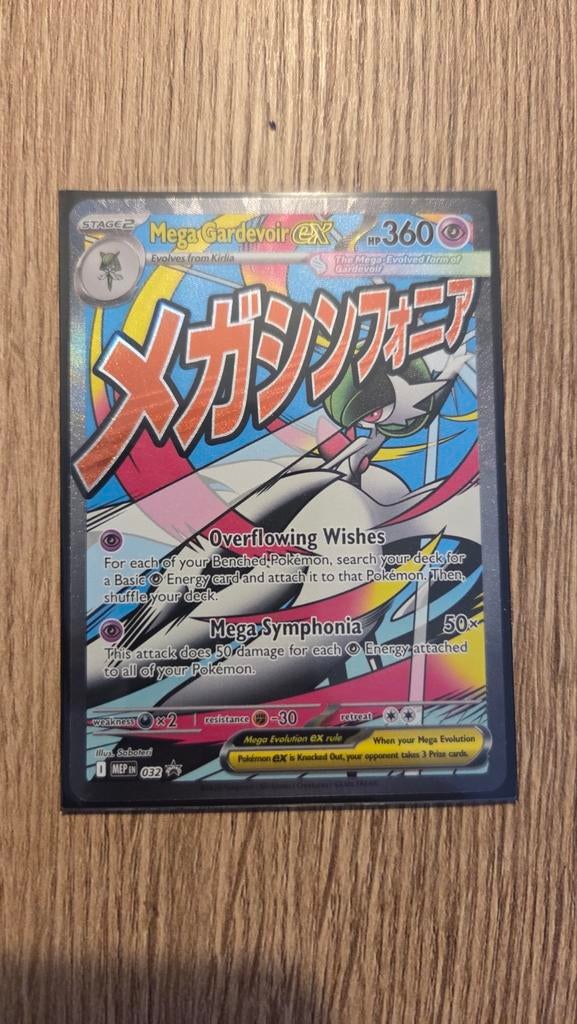 STAGE2
Mega Gardevoir ex
HP 360
Evolves from Kirlia
The Mega-Evolved form of
Gardevoir
メガシンフォニア
Overflowing Wishes
For each of your Benched Pokémon, search your deck for
a Basic Energy card and attach it to that Pokémon. Then,
shuffle your deck.
Mega Symphonia 50×
This attack does 50 damage for each Energy attached
to all of your Pokémon.
weakness ×2 resistance -30 retreat
Mega Evolution ex rule
When your Mega Evolution
Pokémon ex is Knocked Out, your opponent takes 3 Prize cards.
Illus. Saboteri
MEP EN 032